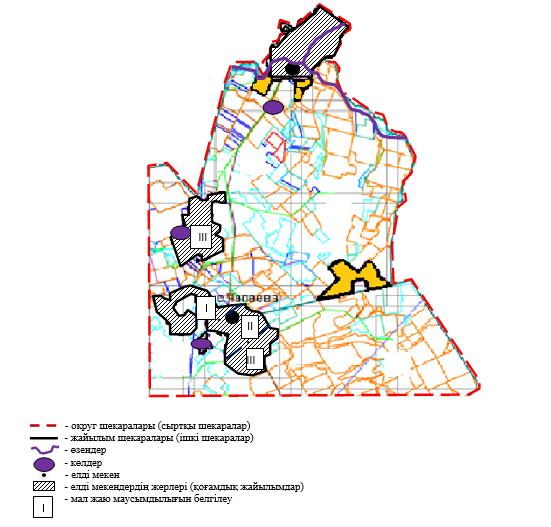 III
I
Чапаева
II
III
- округ шекаралары (сыртқы шекаралар)
- жайылым шекаралары (ішкі шекаралар)
- өзендер
- көлдер
- елді мекен
- елді мекендердің жерлері (қоғамдық жайылымдар)
I - мал жаю маусымдылығын белгілеу